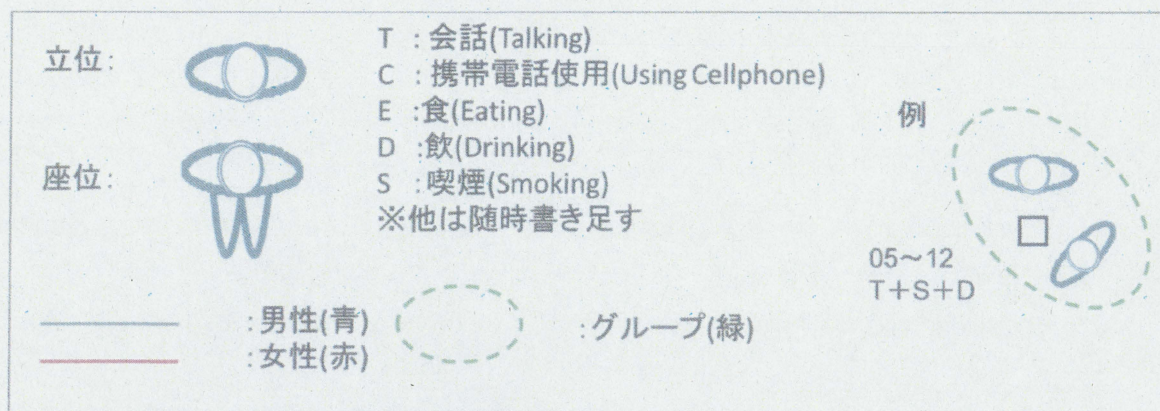 立位:
座位:
T : 会話(Talking)
C : 携帯電話使用(Using Cellphone)
E :食(Eating)
D :飲(Drinking)
S :喫煙(Smoking)
※他は随時書き足す
例
05～12
T+S+D
:男性(青)
:女性(赤)
:グループ(緑)